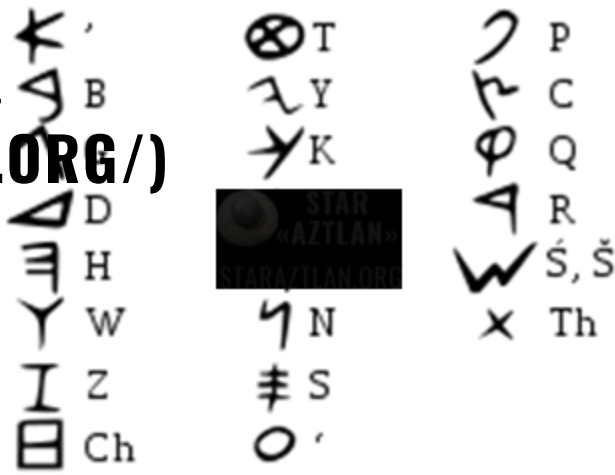 𐤀 ʼ
𐤁 B
.ORG/)
𐤃 D
𐤄 H
𐤅 W
𐤆 Z
𐤇 Ch
𐤈 T
𐤉 Y
𐤊 K
STAR
«AZTLAN»
STARAZTLAN.ORG
𐤍 N
𐤎 S
𐤏 ʻ
𐤐 P
𐤑 C
𐤒 Q
𐤓 R
𐤔 Ś, Š
𐤕 Th